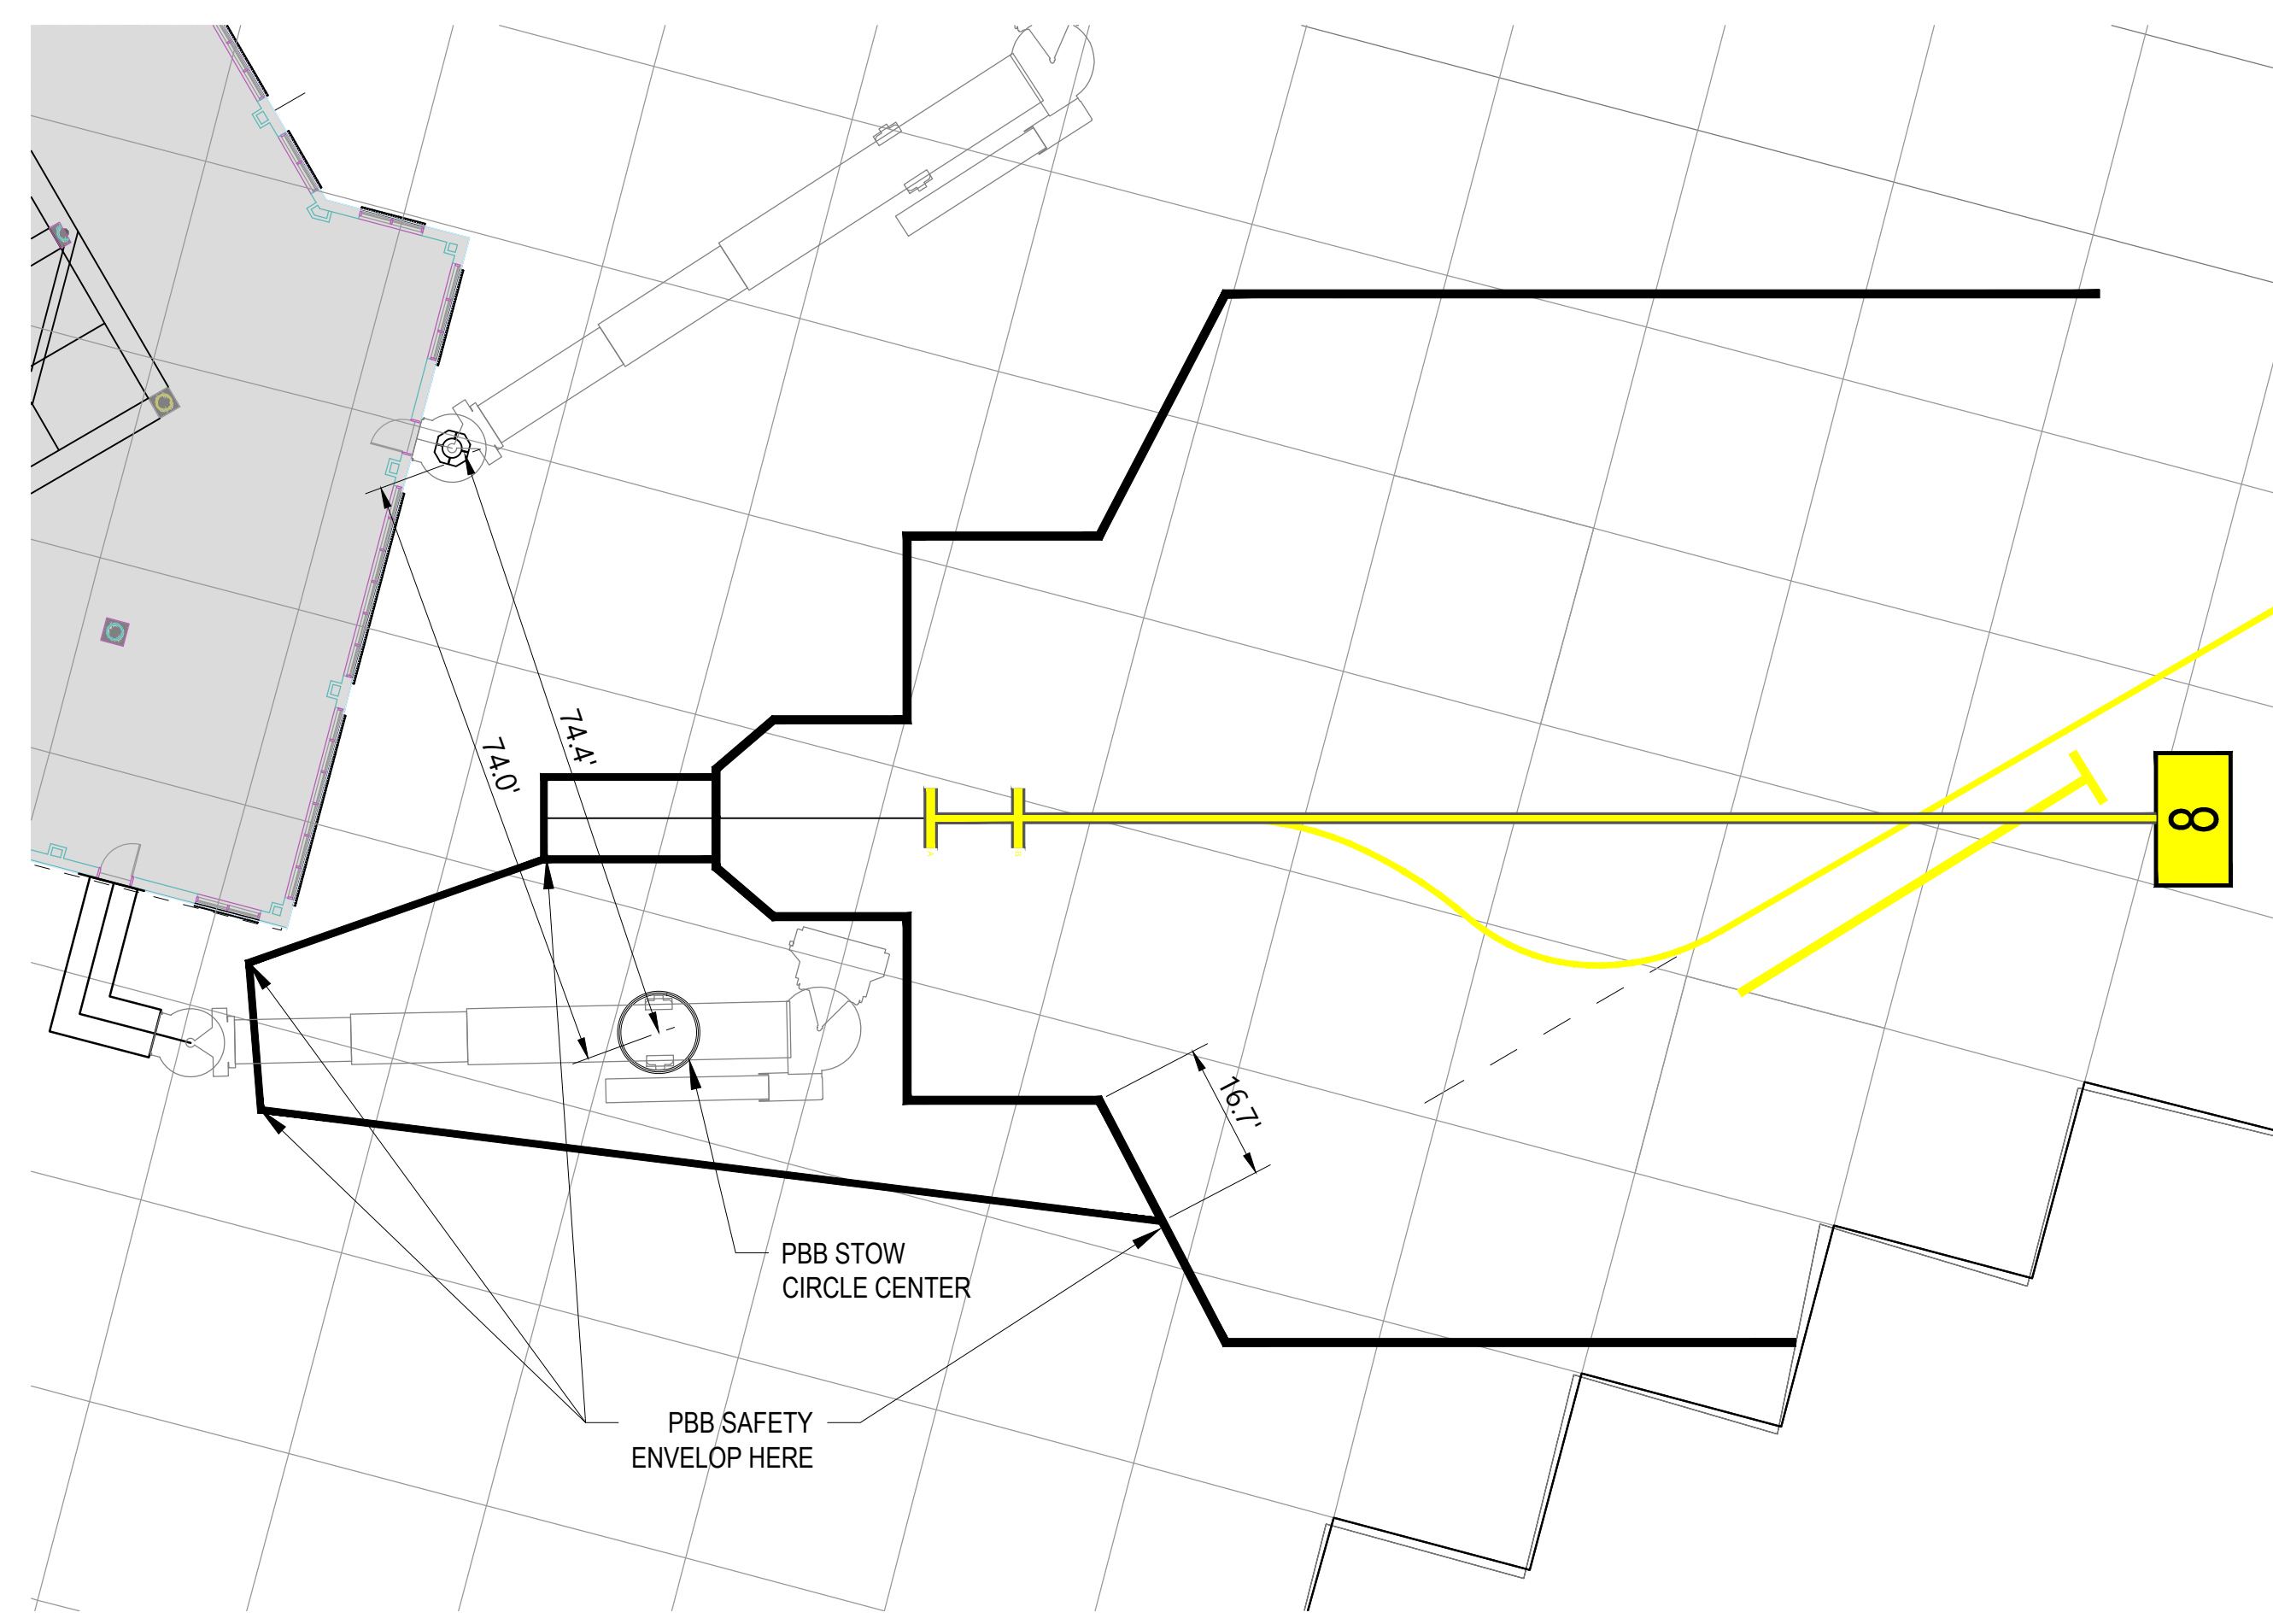 74.4'
74.0'
8
16.7'
PBB STOW
CIRCLE CENTER
PBB SAFETY
ENVELOP HERE